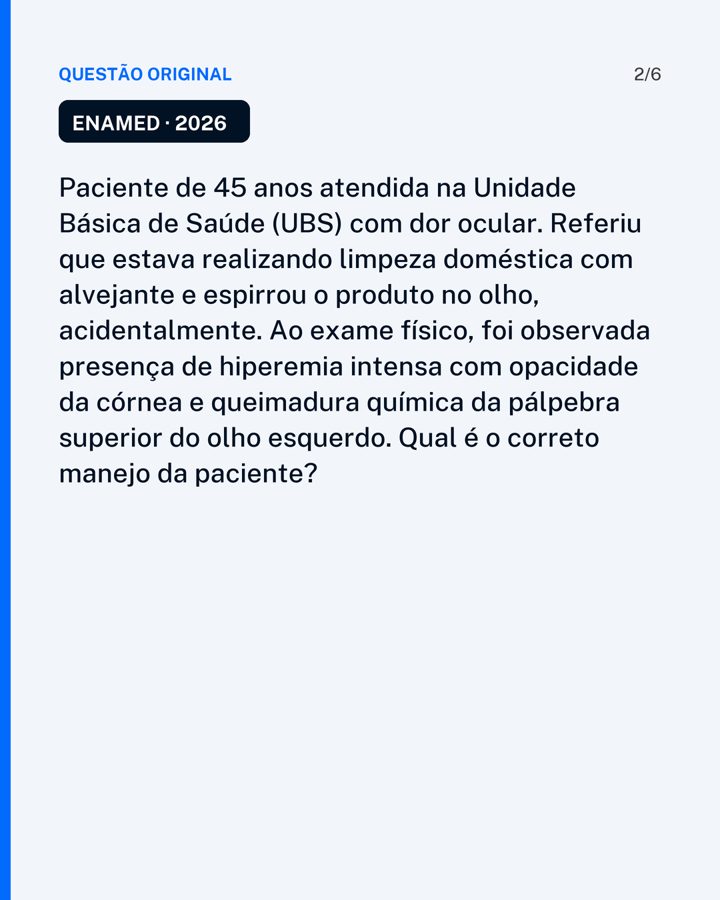 QUESTÃO ORIGINAL
2/6
ENAMED · 2026
Paciente de 45 anos atendida na Unidade
Básica de Saúde (UBS) com dor ocular. Referiu
que estava realizando limpeza doméstica com
alvejante e espirrou o produto no olho,
acidentalmente. Ao exame físico, foi observada
presença de hiperemia intensa com opacidade
da córnea e queimadura química da pálpebra
superior do olho esquerdo. Qual é o correto
manejo da paciente?